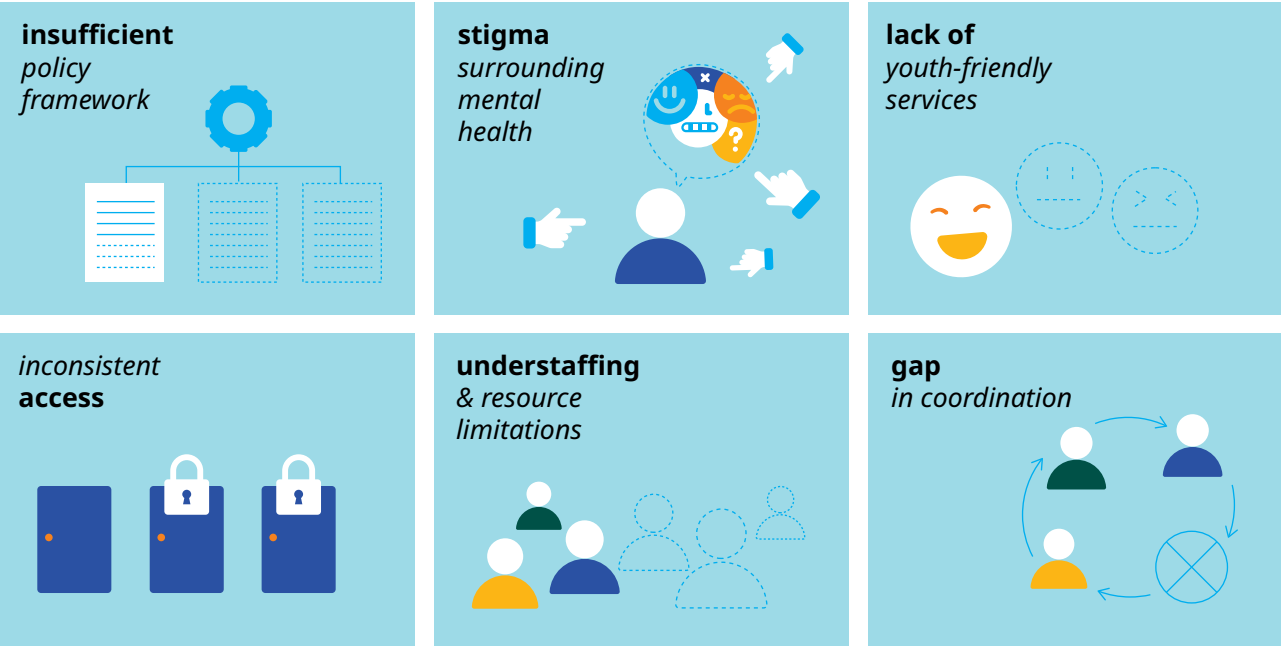 insufficient
policy
framework
stigma
surrounding
mental
health
?
lack of
youth-friendly
services
inconsistent
access
understaffing
& resource
limitations
gap
in coordination